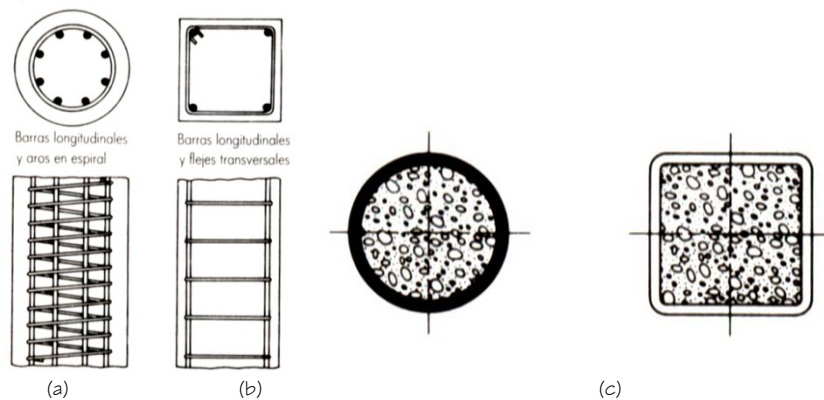 Barras longitudinales
y aros en espiral
Barras longitudinales
y flejes transversales
(a)
(b)
(c)